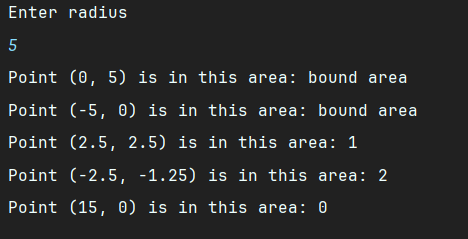 Enter radius
5
Point (0, 5) is in this area: bound area
Point (-5, 0) is in this area: bound area
Point (2.5, 2.5) is in this area: 1
Point (-2.5, -1.25) is in this area: 2
Point (15, 0) is in this area: 0